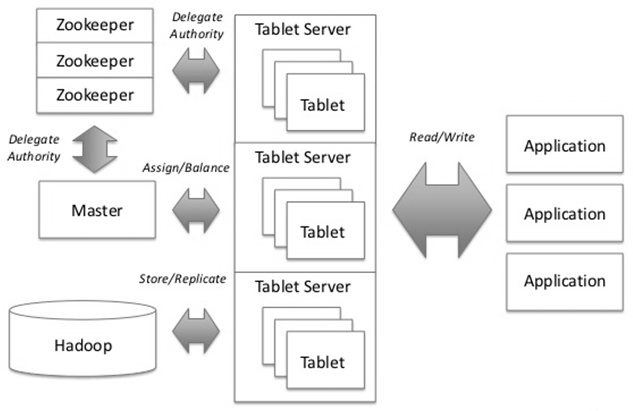 Zookeeper
Zookeeper
Zookeeper
Delegate
Authority
Delegate
Authority
Master
Assign/Balance
Store/Replicate
Hadoop
Tablet Server
Tablet
Tablet Server
Tablet
Tablet Server
Tablet
Read/Write
Application
Application
Application